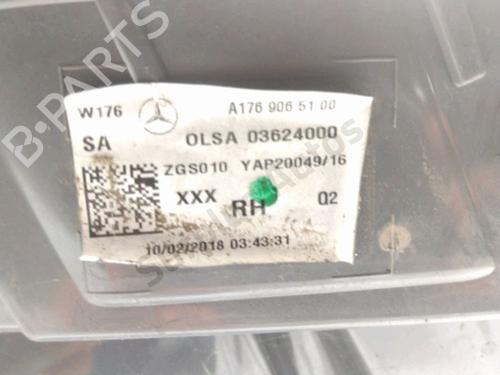 B-PARTS
W176 A176 906 51 00
SA OLSA 03624000
ZGS010 YAP20049/16
XXX RH 02
10/02/2018 03:43:31